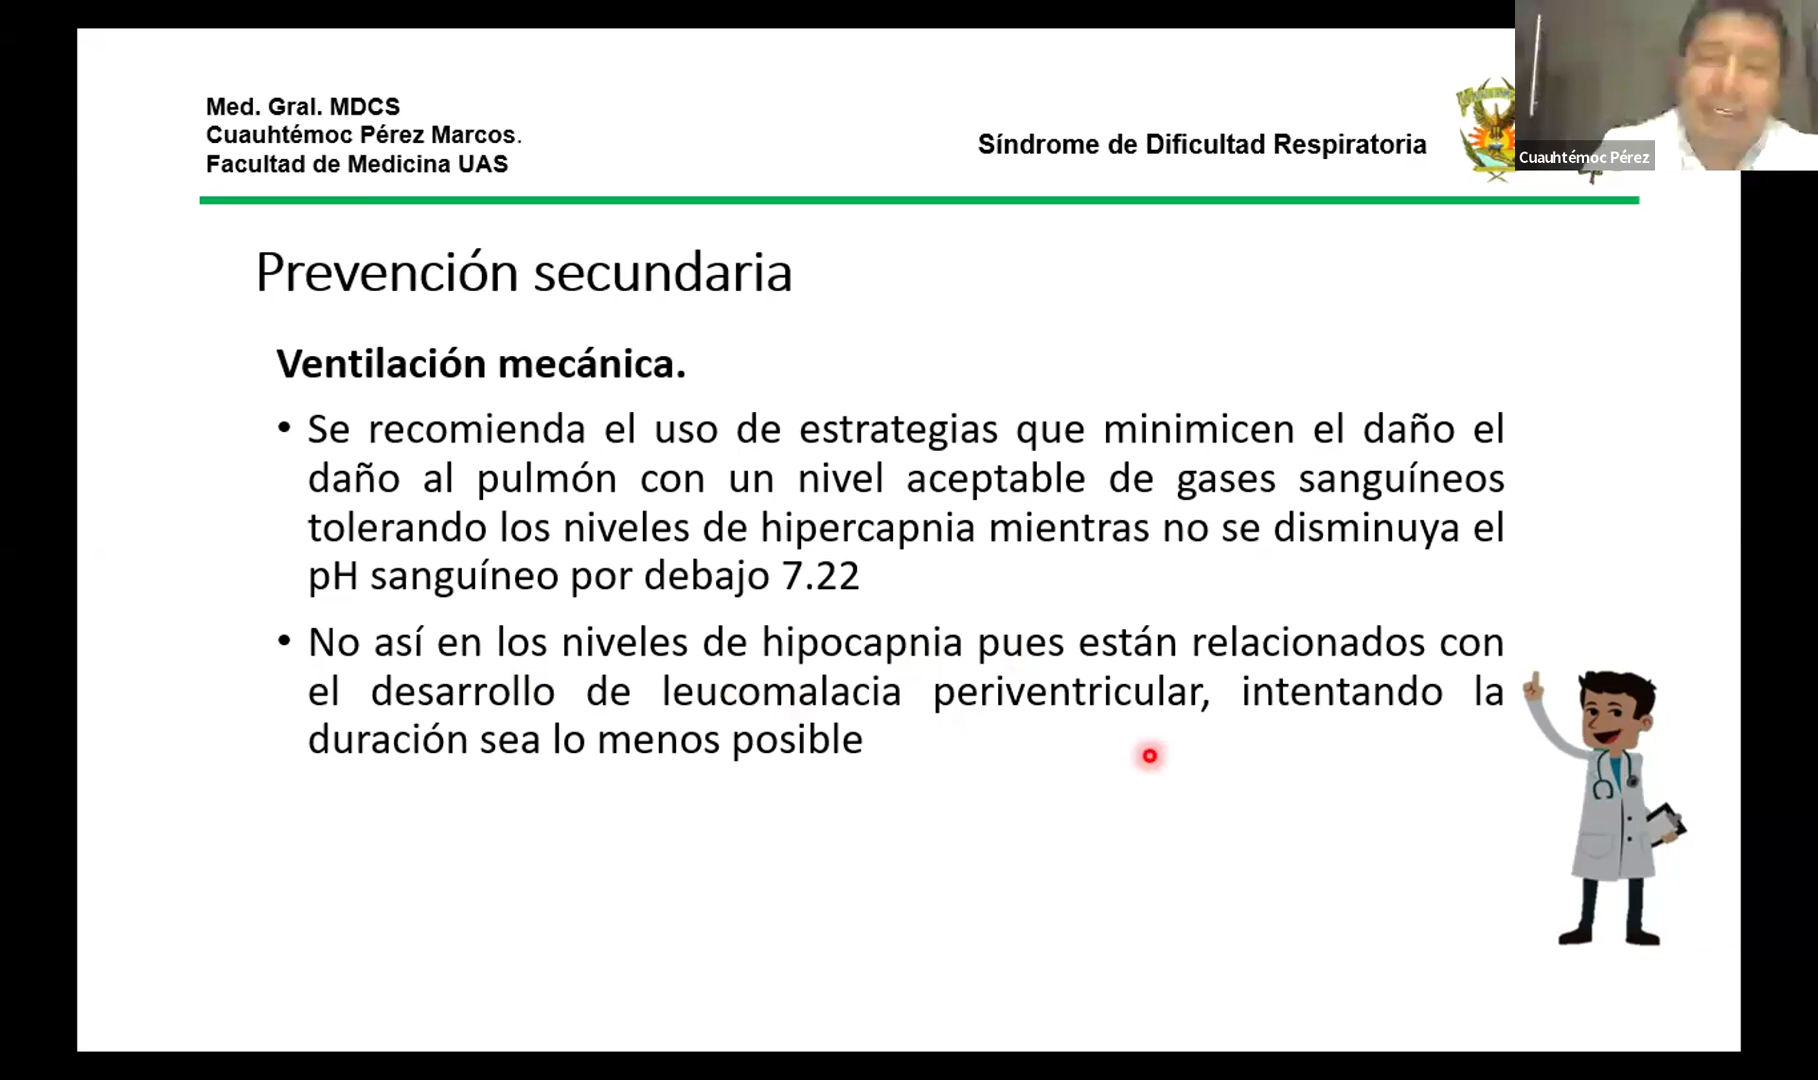 Med. Gral. MDCS
Cuauhtémoc Pérez Marcos.
Facultad de Medicina UAS
Síndrome de Dificultad Respiratoria
Cuauhtémoc Pérez
Prevención secundaria
Ventilación mecánica.
• Se recomienda el uso de estrategias que minimicen el daño el
daño al pulmón con un nivel aceptable de gases sanguíneos
tolerando los niveles de hipercapnia mientras no se disminuya el
pH sanguíneo por debajo 7.22
• No así en los niveles de hipocapnia pues están relacionados con
el desarrollo de leucomalacia periventricular, intentando la
duración sea lo menos posible